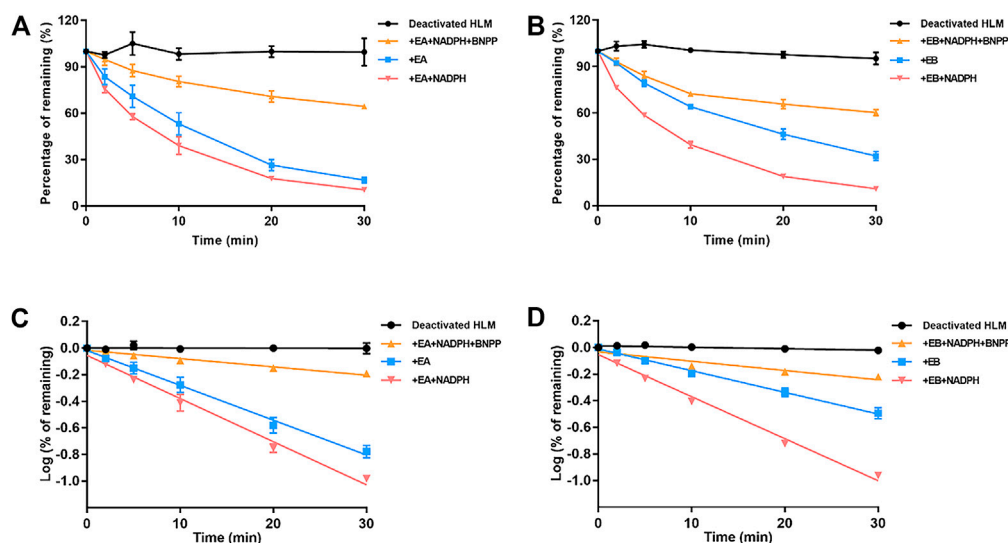 A
Percentage of remaining (%)
120
90
60
30
0
0 10 20 30
Time (min)
Deactivated HLM
+EA+NADPH+BNPP
+EA
+EA+NADPH
B
Percentage of remaining (%)
120
90
60
30
0
0 10 20 30
Time (min)
Deactivated HLM
+EB+NADPH+BNPP
+EB
+EB+NADPH
C
Log (% of remaining)
0.2
0.0
-0.2
-0.4
-0.6
-0.8
-1.0
0 10 20 30
Time (min)
Deactivated HLM
+EA+NADPH+BNPP
+EA
+EA+NADPH
D
Log (% of remaining)
0.2
0.0
-0.2
-0.4
-0.6
-0.8
-1.0
0 10 20 30
Time (min)
Deactivated HLM
+EB+NADPH+BNPP
+EB
+EB+NADPH